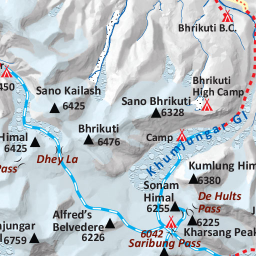 Bhrikuti B.C.
450
Sano Kailash
6425
Bhrikuti
High Camp
Sano Bhrikuti
6328
Khumjungar Gl
Bhrikuti
6476
Camp
Himal
6425
Pass
Dhey La
Kumlung Him
6380
Sonam
Himal
6255
De Hults
Pass
6225
Kharsang Peak
Alfred's
Belvedere
6226
6042
Saribung Pass
njungar
6759